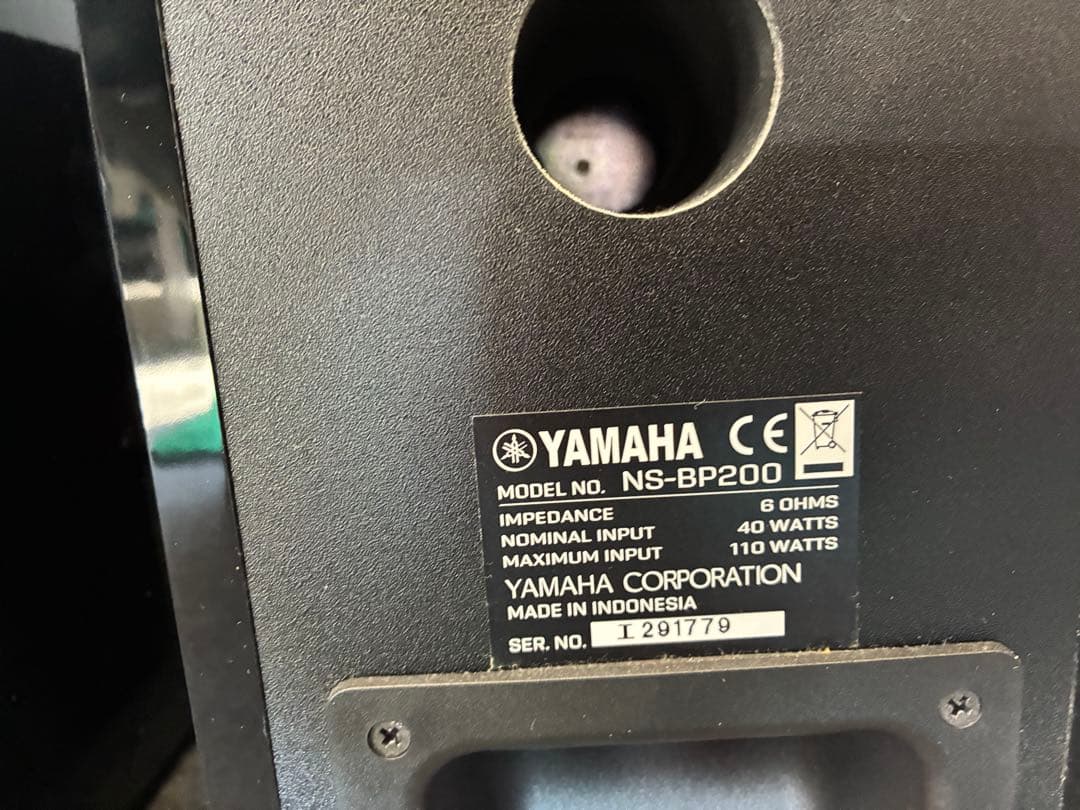 YAMAHA CE
MODEL NO. NS-BP200
IMPEDANCE 6 OHMS
NOMINAL INPUT 40 WATTS
MAXIMUM INPUT 110 WATTS
YAMAHA CORPORATION
MADE IN INDONESIA
SER. NO. I 291779